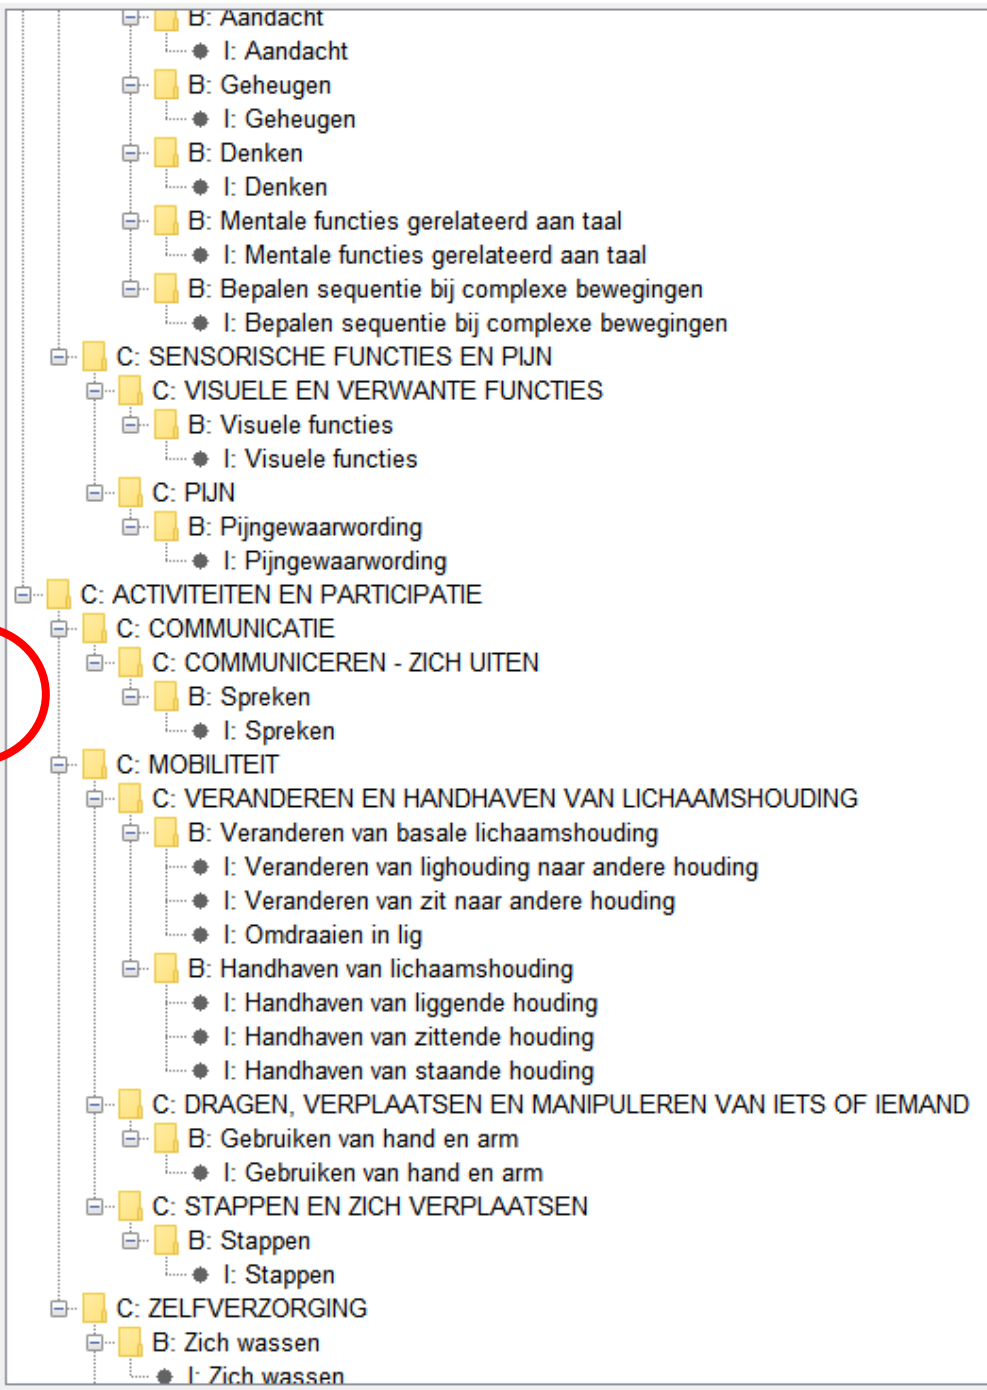 B: Aandacht
I: Aandacht
B: Geheugen
I: Geheugen
B: Denken
I: Denken
B: Mentale functies gerelateerd aan taal
I: Mentale functies gerelateerd aan taal
B: Bepalen sequentie bij complexe bewegingen
I: Bepalen sequentie bij complexe bewegingen
C: SENSORISCHE FUNCTIES EN PIJN
C: VISUELE EN VERWANTE FUNCTIES
B: Visuele functies
I: Visuele functies
C: PIJN
B: Pijngewaarwording
I: Pijngewaarwording
C: ACTIVITEITEN EN PARTICIPATIE
C: COMMUNICATIE
C: COMMUNICEREN - ZICH UITEN
B: Spreken
I: Spreken
C: MOBILITEIT
C: VERANDEREN EN HANDHAVEN VAN LICHAAMSHOUDING
B: Veranderen van basale lichaamshouding
I: Veranderen van lighouding naar andere houding
I: Veranderen van zit naar andere houding
I: Omdraaien in lig
B: Handhaven van lichaamshouding
I: Handhaven van liggende houding
I: Handhaven van zittende houding
I: Handhaven van staande houding
C: DRAGEN, VERPLAATSEN EN MANIPULEREN VAN IETS OF IEMAND
B: Gebruiken van hand en arm
I: Gebruiken van hand en arm
C: STAPPEN EN ZICH VERPLAATSEN
B: Stappen
I: Stappen
C: ZELFVERZORGING
B: Zich wassen
I: Zich wassen